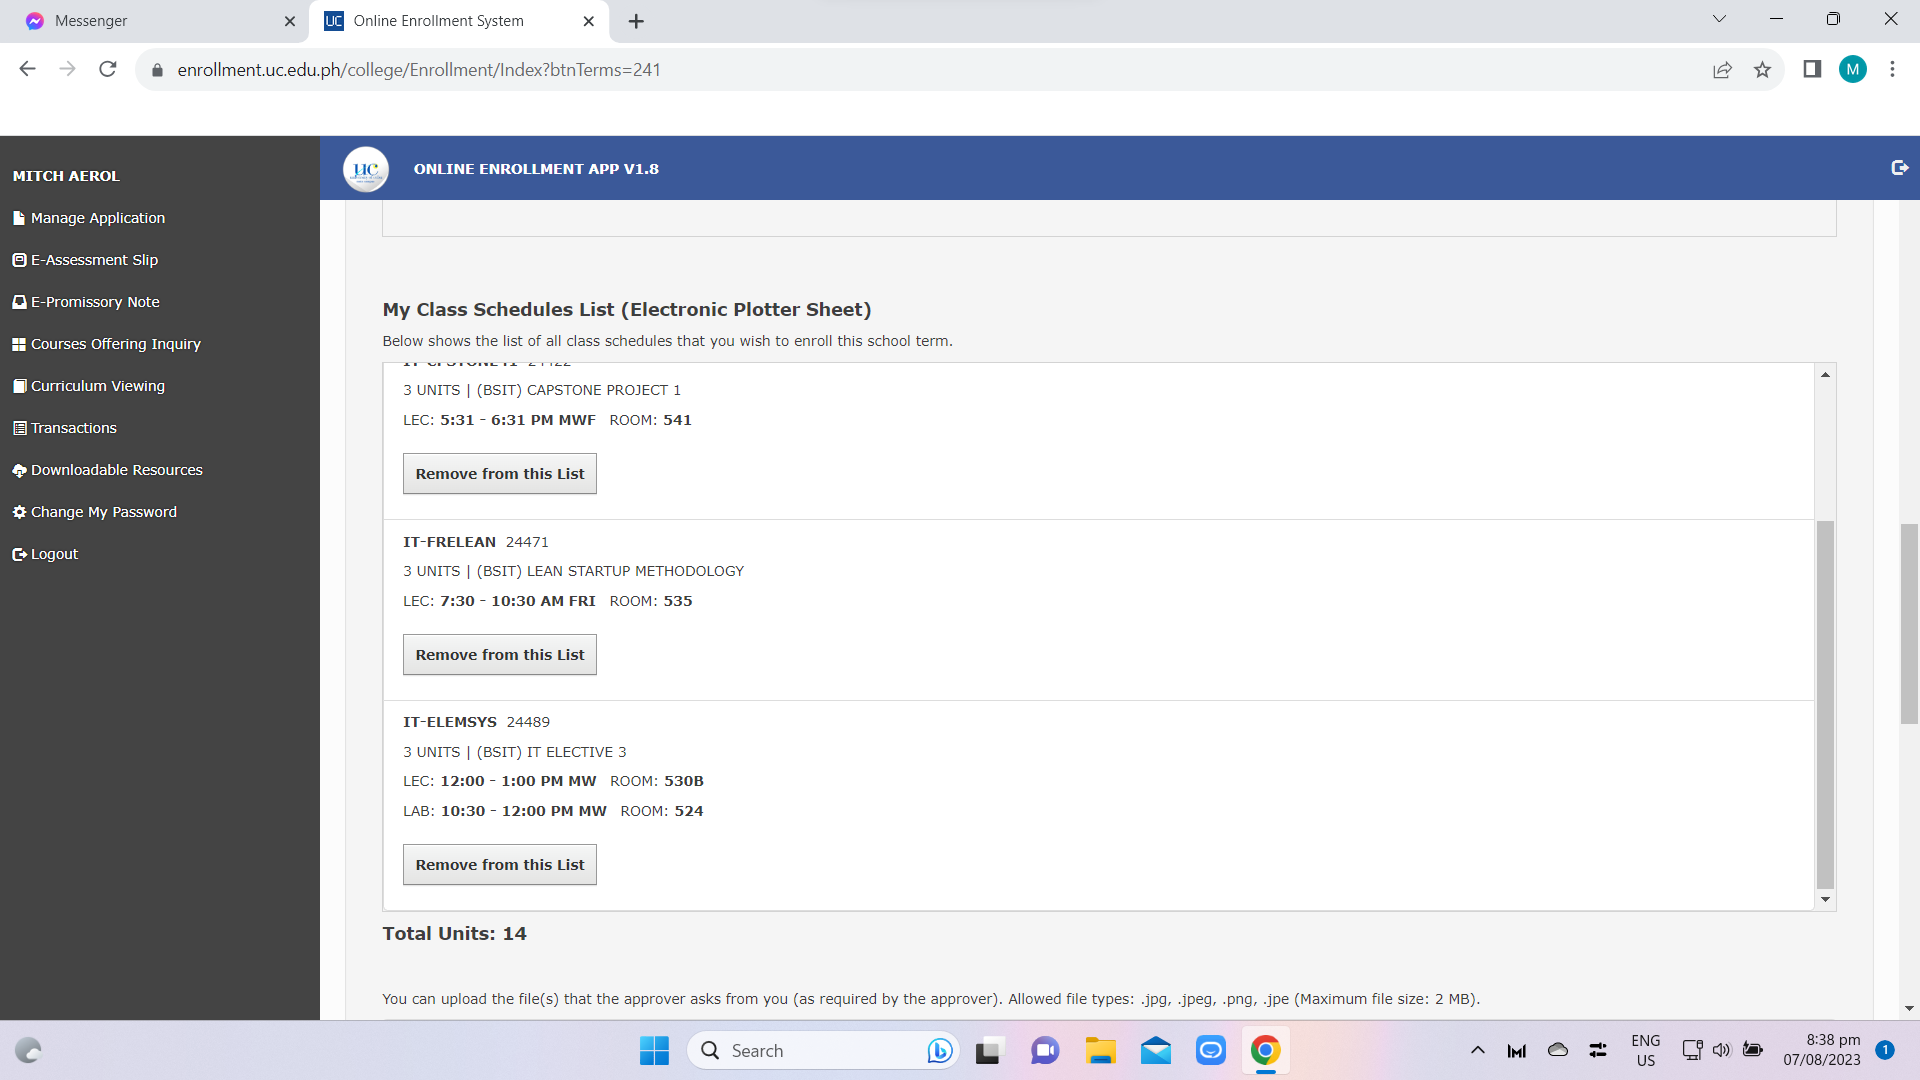 Messenger
UC Online Enrollment System
enrollment.uc.edu.ph/college/Enrollment/Index?btnTerms=241
M
MITCH AEROL
uc
ONLINE ENROLLMENT APP V1.8
Manage Application
E-Assessment Slip
E-Promissory Note
Courses Offering Inquiry
Curriculum Viewing
Transactions
Downloadable Resources
Change My Password
Logout
My Class Schedules List (Electronic Plotter Sheet)
Below shows the list of all class schedules that you wish to enroll this school term.
3 UNITS | (BSIT) CAPSTONE PROJECT 1
LEC: 5:31 - 6:31 PM MWF ROOM: 541
Remove from this List
IT-FRELEAN 24471
3 UNITS | (BSIT) LEAN STARTUP METHODOLOGY
LEC: 7:30 - 10:30 AM FRI ROOM: 535
Remove from this List
IT-ELEMSYS 24489
3 UNITS | (BSIT) IT ELECTIVE 3
LEC: 12:00 - 1:00 PM MW ROOM: 530B
LAB: 10:30 - 12:00 PM MW ROOM: 524
Remove from this List
Total Units: 14
You can upload the file(s) that the approver asks from you (as required by the approver). Allowed file types: .jpg, .jpeg, .png, .jpe (Maximum file size: 2 MB).
Search
ENG
US
8:38 pm
07/08/2023
1